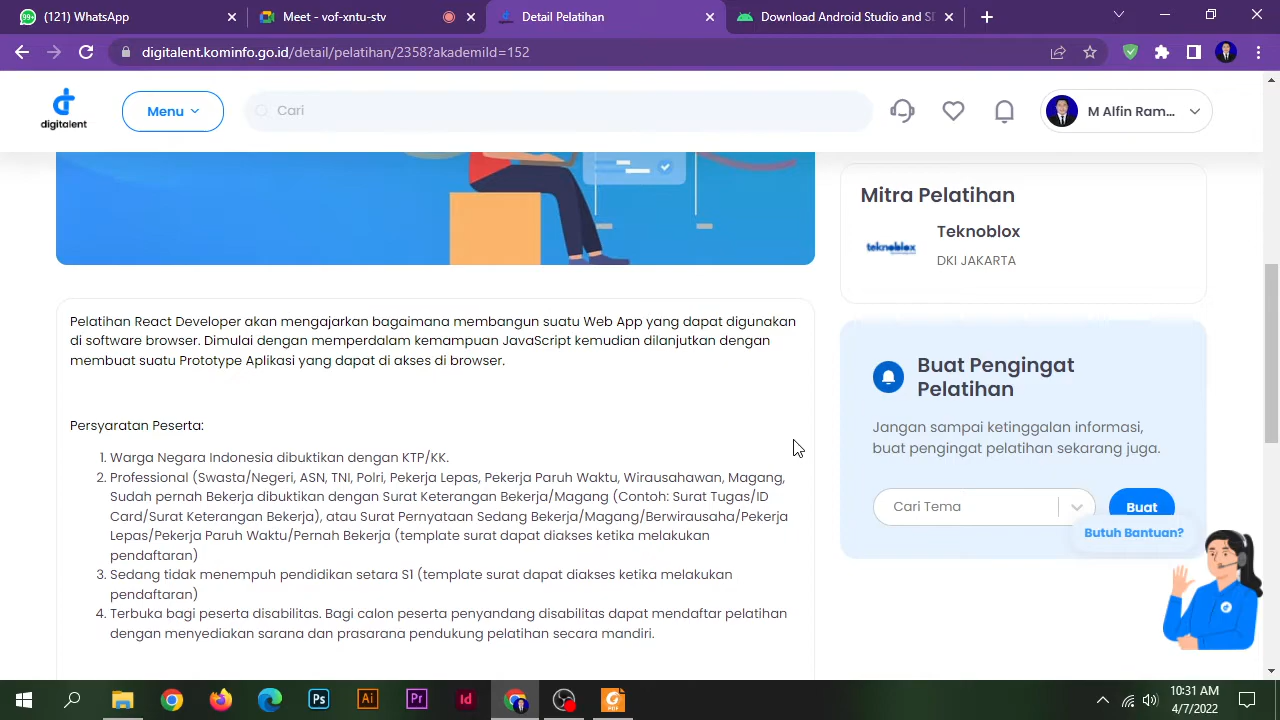 (121) WhatsApp
Meet - vof-xntu-stv
Detail Pelatihan
Download Android Studio and SD
digitalent.kominfo.go.id/detail/pelatihan/2358?akademiId=152
digitalent
Menu
Cari
M Alfin Ram...
Mitra Pelatihan
teknoblox
Teknoblox
DKI JAKARTA
Pelatihan React Developer akan mengajarkan bagaimana membangun suatu Web App yang dapat digunakan
di software browser. Dimulai dengan memperdalam kemampuan JavaScript kemudian dilanjutkan dengan
membuat suatu Prototype Aplikasi yang dapat di akses di browser.
Persyaratan Peserta:
1. Warga Negara Indonesia dibuktikan dengan KTP/KK.
2. Professional (Swasta/Negeri, ASN, TNI, Polri, Pekerja Lepas, Pekerja Paruh Waktu, Wirausahawan, Magang,
Sudah pernah Bekerja dibuktikan dengan Surat Keterangan Bekerja/Magang (Contoh: Surat Tugas/ID
Card/Surat Keterangan Bekerja), atau Surat Pernyataan Sedang Bekerja/Magang/Berwirausaha/Pekerja
Lepas/Pekerja Paruh Waktu/Pernah Bekerja (template surat dapat diakses ketika melakukan
pendaftaran)
3. Sedang tidak menempuh pendidikan setara S1 (template surat dapat diakses ketika melakukan
pendaftaran)
4. Terbuka bagi peserta disabilitas. Bagi calon peserta penyandang disabilitas dapat mendaftar pelatihan
dengan menyediakan sarana dan prasarana pendukung pelatihan secara mandiri.
Buat Pengingat
Pelatihan
Jangan sampai ketinggalan informasi,
buat pengingat pelatihan sekarang juga.
Cari Tema
Buat
Butuh Bantuan?
Ps
Ai
Pr
Id
PDF
10:31 AM
4/7/2022